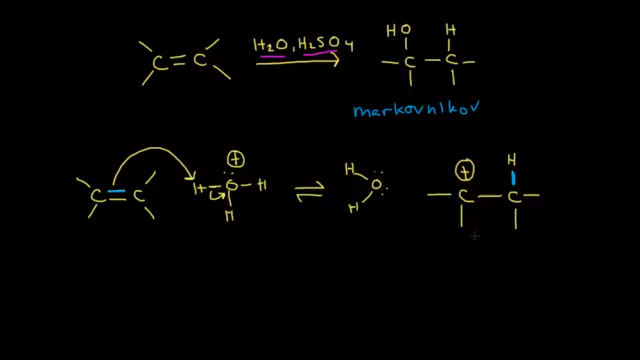 H2O, H2SO4
HO H
C = C C — C
markovnikov
H
C = C H — O — H ⊕ ⇌ H O ⊕ C — C
H H